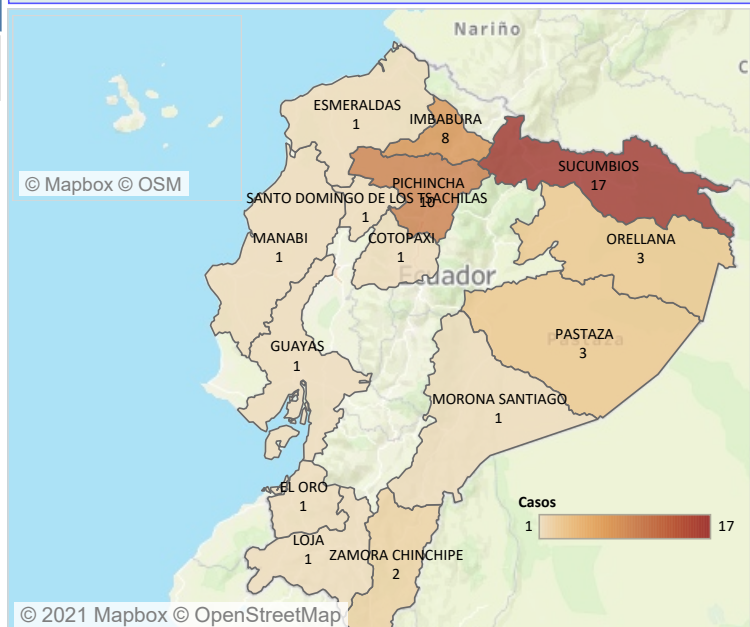 Nariño
C
ESMERALDAS
1
IMBABURA
8
SUCUMBIOS
17
© Mapbox © OSM
PICHINCHA
10
SANTO DOMINGO DE LOS TSACHILAS
1
MANABI
1
COTOPAXI
1
ORELLANA
3
Ecuador
PASTAZA
3
Pastaza
GUAYAS
1
MORONA SANTIAGO
1
EL ORO
1
Casos
1 17
LOJA
1
ZAMORA CHINCHIPE
2
© 2021 Mapbox © OpenStreetMap